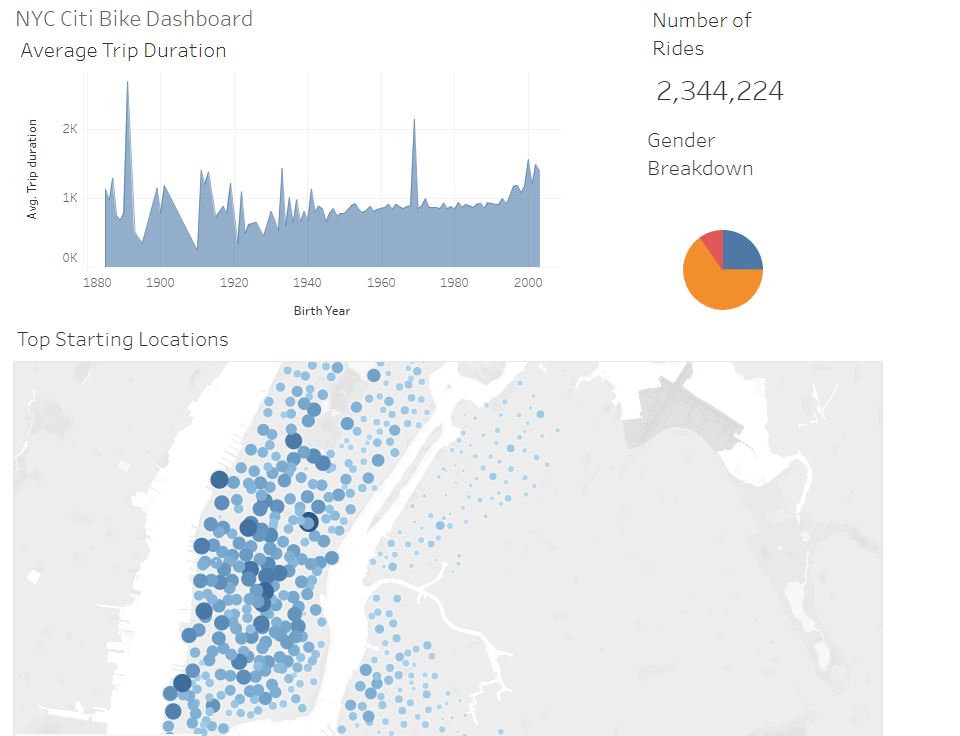 NYC Citi Bike Dashboard
Average Trip Duration
Avg. Trip duration
2K
1K
0K
1880 1900 1920 1940 1960 1980 2000
Birth Year
Number of
Rides
2,344,224
Gender
Breakdown
Top Starting Locations